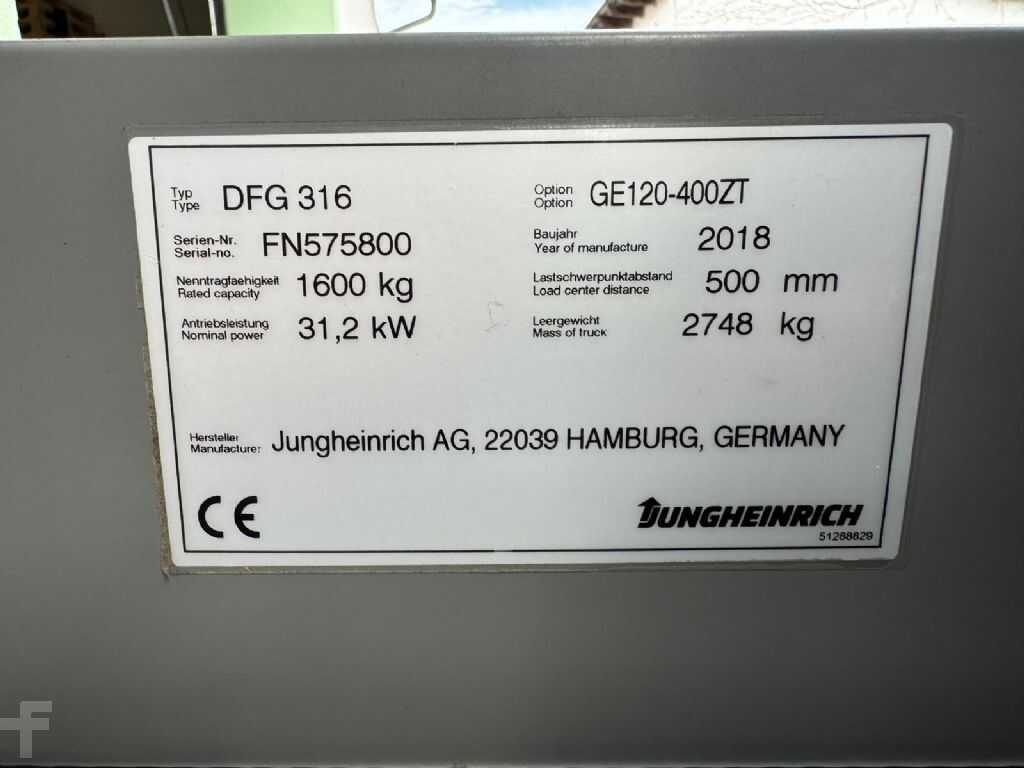 Typ
Type DFG 316
Option
Option GE120-400ZT
Serien-Nr.
Serial-no. FN575800
Baujahr
Year of manufacture 2018
Nenntragfaehigkeit
Rated capacity 1600 kg
Lastschwerpunktabstand
Load center distance 500 mm
Antriebsleistung
Nominal power 31,2 kW
Leergewicht
Mass of truck 2748 kg
Hersteller
Manufacturer Jungheinrich AG, 22039 HAMBURG, GERMANY
CE
JUNGHEINRICH
51268829
F